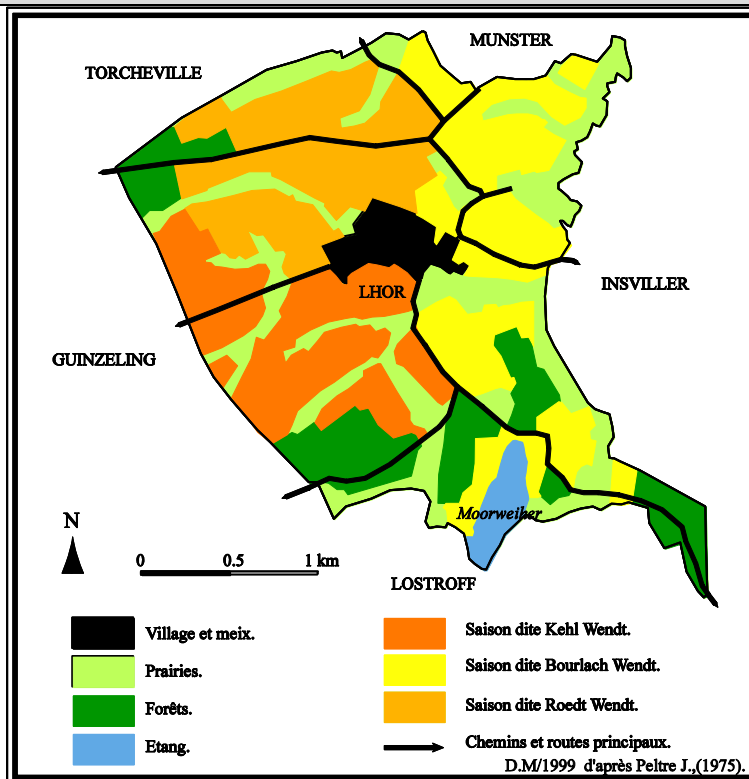 MUNSTER
TORCHEVILLE
INSVILLER
LHOR
GUINZELING
Moorweiher
N
0 0.5 1 km
LOSTROFF
Village et meix.
Prairies.
Forêts.
Etang.
Saison dite Kehl Wendt.
Saison dite Bourlach Wendt.
Saison dite Roedt Wendt.
Chemins et routes principaux.
D.M/1999 d'après Peltre J.,(1975).